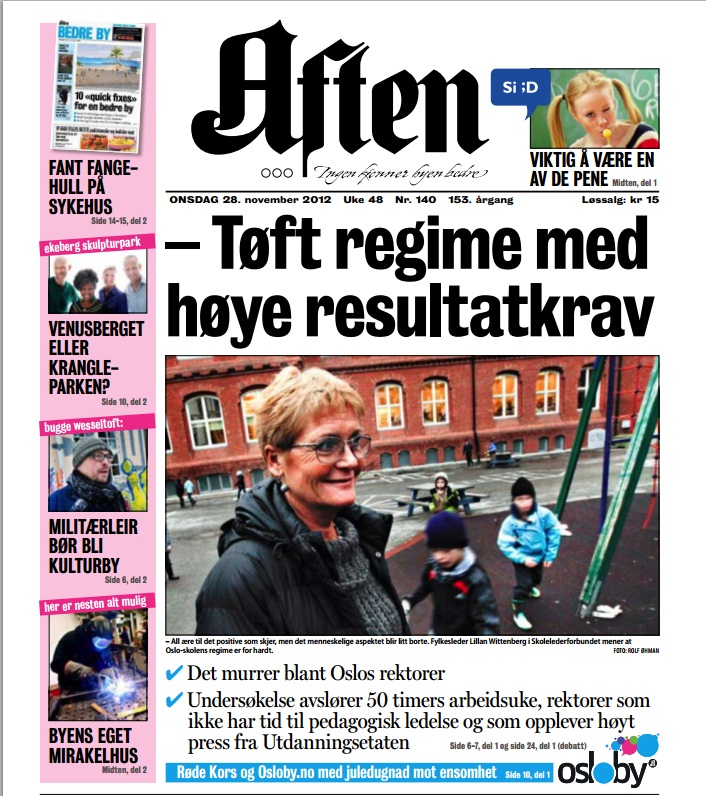 BEDRE BY
10 «quick fixes»
for en bedre by
FANT FANGE-
HULL PÅ
SYKEHUS
Side 14-15, del 2
ekeberg skulpturpark
VENUSBERGET
ELLER
KRANGLE-
PARKEN?
Side 10, del 2
bugge wesseltoft:
MILITÆRLEIR
BØR BLI
KULTURBY
Side 6, del 2
her er nesten alt mulig
BYENS EGET
MIRAKELHUS
Midten, del 2
Aften
Ingen kjenner byen bedre
Si ;D
VIKTIG Å VÆRE EN
AV DE PENE Midten, del 1
ONSDAG 28. november 2012 Uke 48 Nr. 140 153. årgang Løssalg: kr 15
– Tøft regime med
høye resultatkrav
– All ære til det positive som skjer, men det menneskelige aspektet blir litt borte. Fylkesleder Lillan Wittenberg i Skolelederforbundet mener at
Oslo-skolens regime er for hardt. FOTO: ROLF ØHMAN
✔ Det murrer blant Oslos rektorer
✔ Undersøkelse avslører 50 timers arbeidsuke, rektorer som
ikke har tid til pedagogisk ledelse og som opplever høyt
press fra Utdanningsetaten Side 6-7, del 1 og side 24, del 1 (debatt)
Røde Kors og Osloby.no med juledugnad mot ensomhet Side 10, del 1
osloby